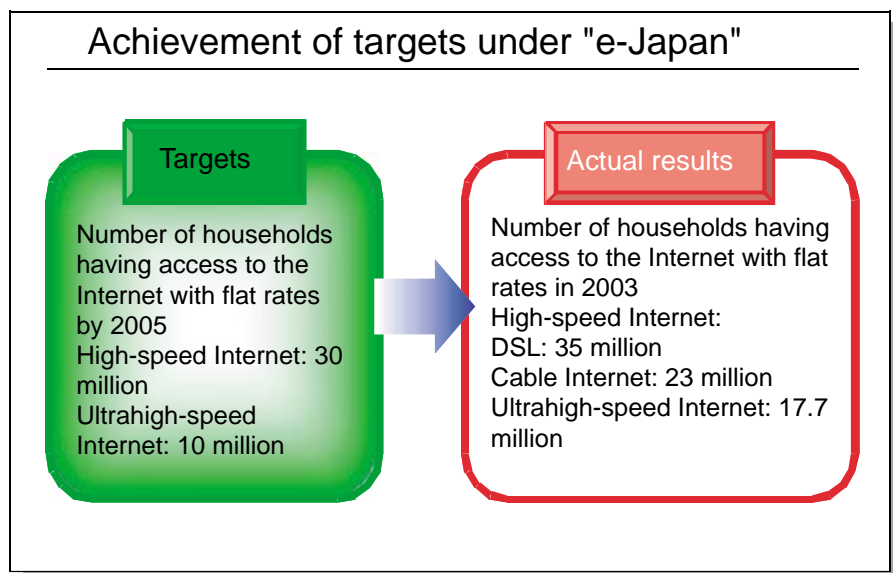 Achievement of targets under "e-Japan"
Targets
Number of households
having access to the
Internet with flat rates
by 2005
High-speed Internet: 30
million
Ultrahigh-speed
Internet: 10 million
Actual results
Number of households having
access to the Internet with flat
rates in 2003
High-speed Internet:
DSL: 35 million
Cable Internet: 23 million
Ultrahigh-speed Internet: 17.7
million